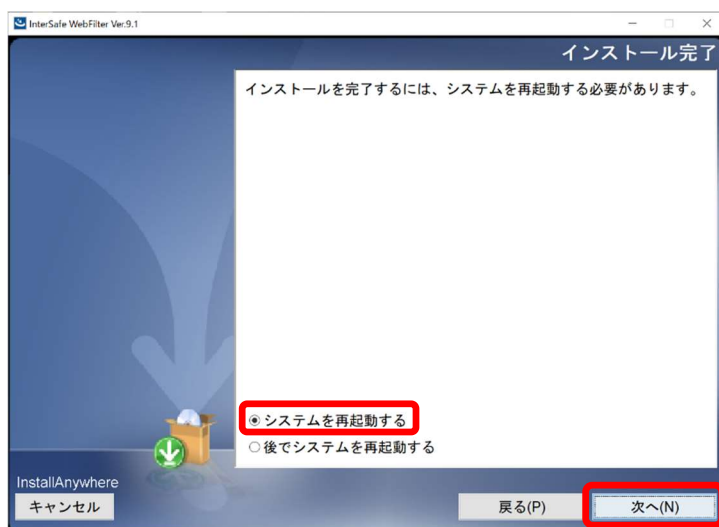 InterSafe WebFilter Ver.9.1
インストール完了
インストールを完了するには、システムを再起動する必要があります。
システムを再起動する
後でシステムを再起動する
InstallAnywhere
キャンセル
戻る(P)
次へ(N)